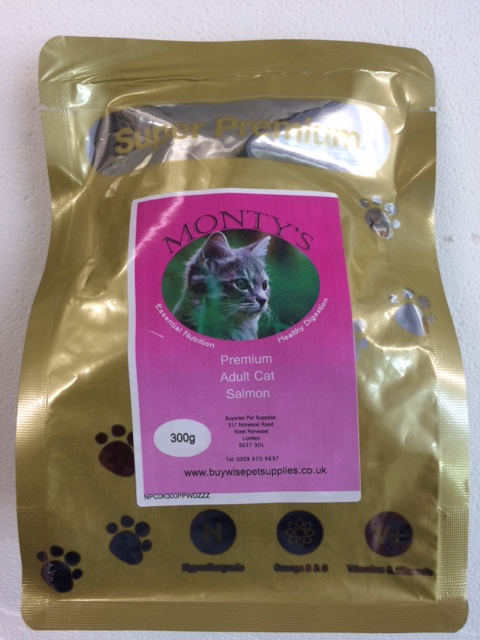 Super Premium
MONTY'S
Essential Nutrition
Healthy Digestion
Premium
Adult Cat
Salmon
Buywise Pet Supplies
517 Norwood Road
West Norwood
London
SE27 9DL
Tel: 0208 670 9697
300g
www.buywisepetsupplies.co.uk
NPC0K300PPWDZZZ
H
V+
Hypoallergenic
Omega 3 & 6
Vitamins & Minerals